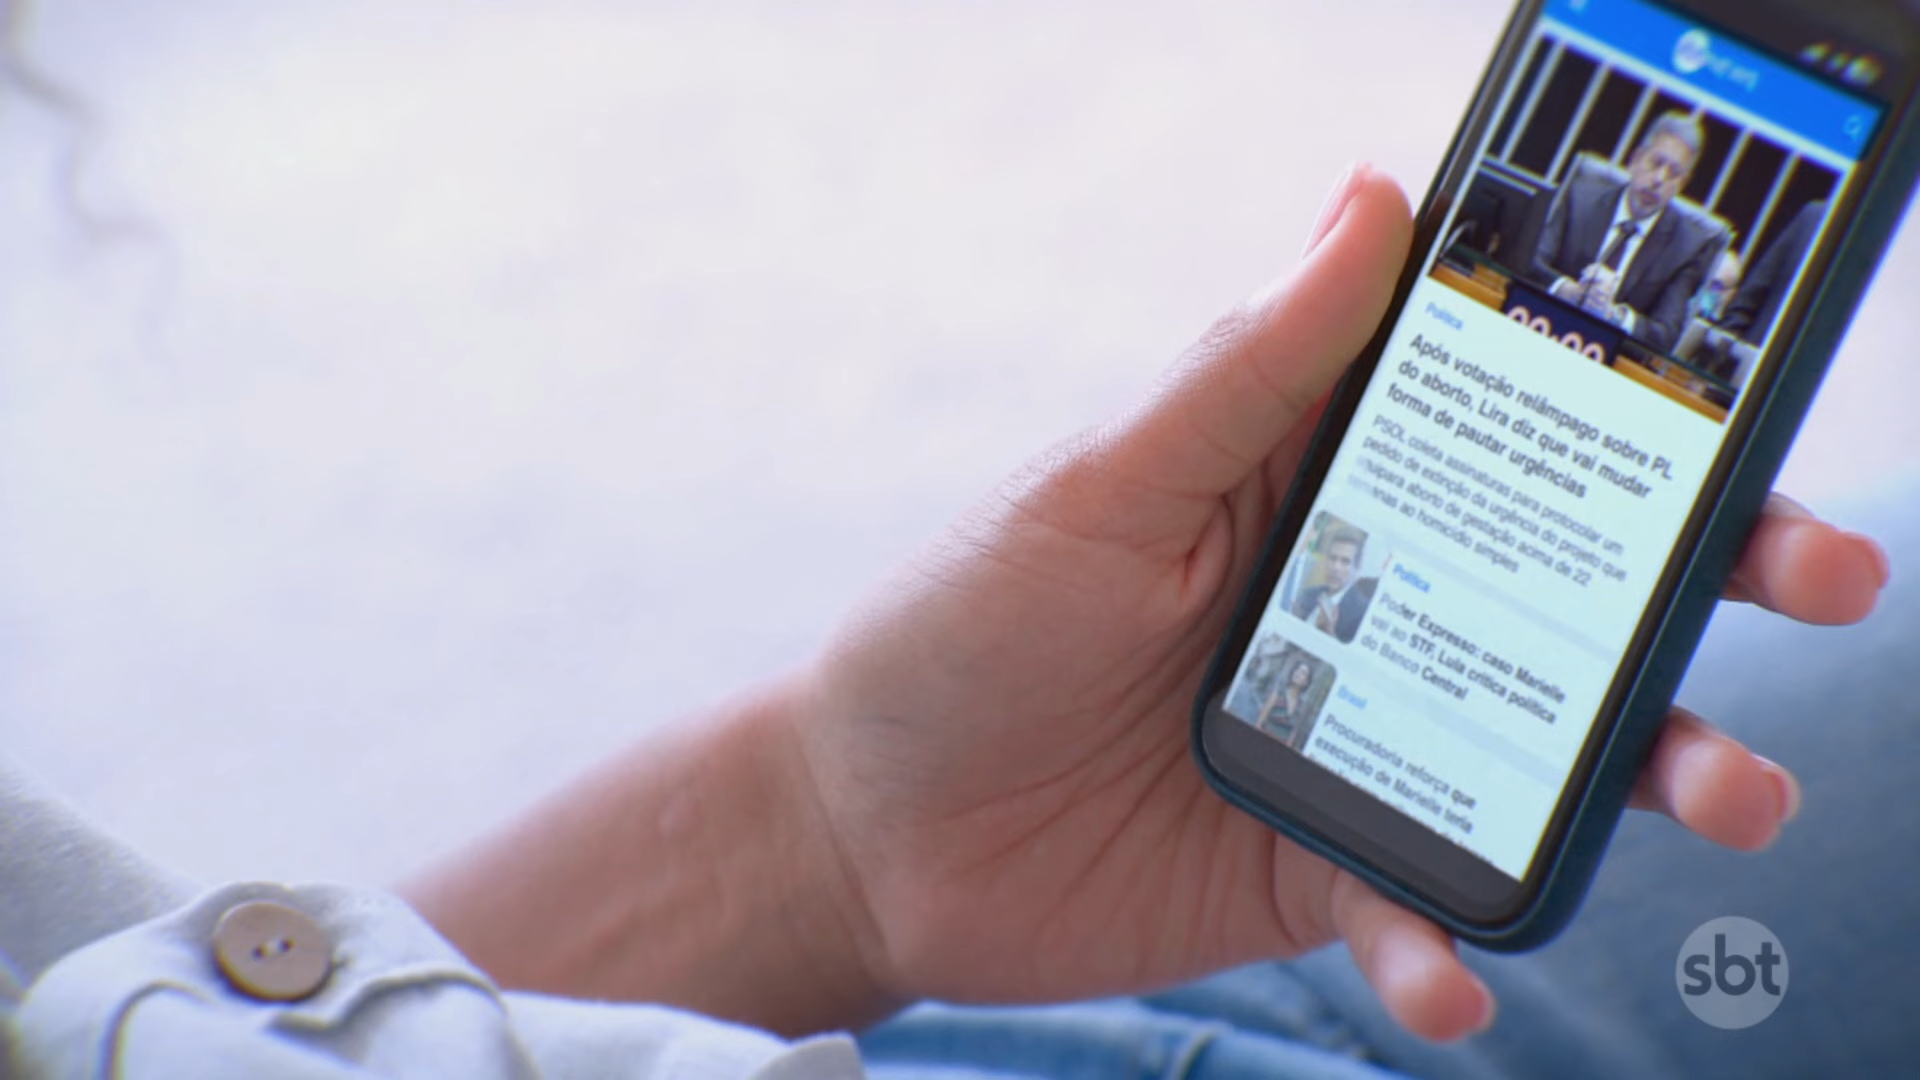 news
00:00
Política
Após votação relâmpago sobre PL
do aborto, Lira diz que vai mudar
forma de pautar urgências
PSOL coleta assinaturas para protocolar um
pedido de extinção da urgência do projeto que
equipara aborto de gestação acima de 22
semanas ao homicídio simples
Política
Poder Expresso: caso Marielle
vai ao STF, Lula critica política
do Banco Central
Brasil
Procuradoria reforça que
execução de Marielle teria
sbt